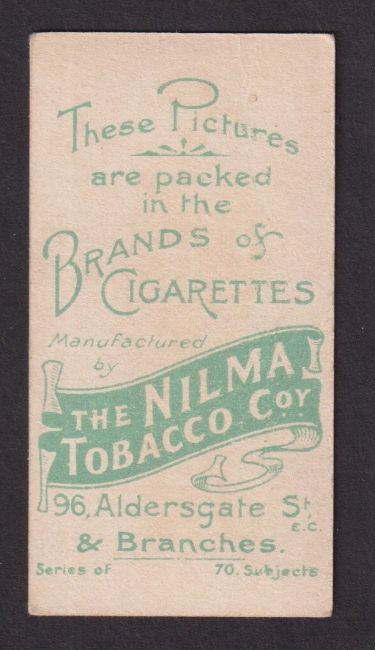 These Pictures
are packed
in the
BRANDS of
CIGARETTES
Manufactured
by
THE NILMA
TOBACCO COY.
96, Aldersgate St.
E.C.
& Branches.
Series of 70. Subjects